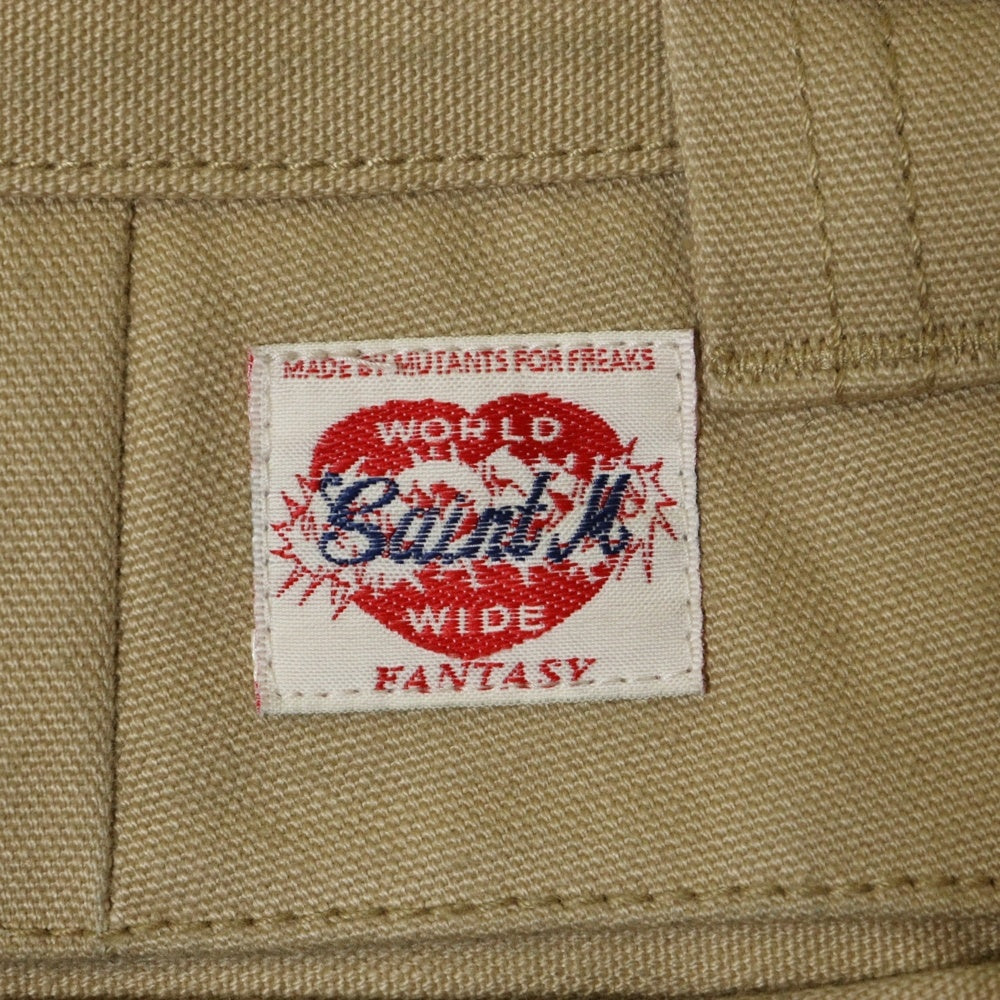 MADE BY MUTANTS FOR FREAKS
WORLD
Saint M
WIDE
FANTASY